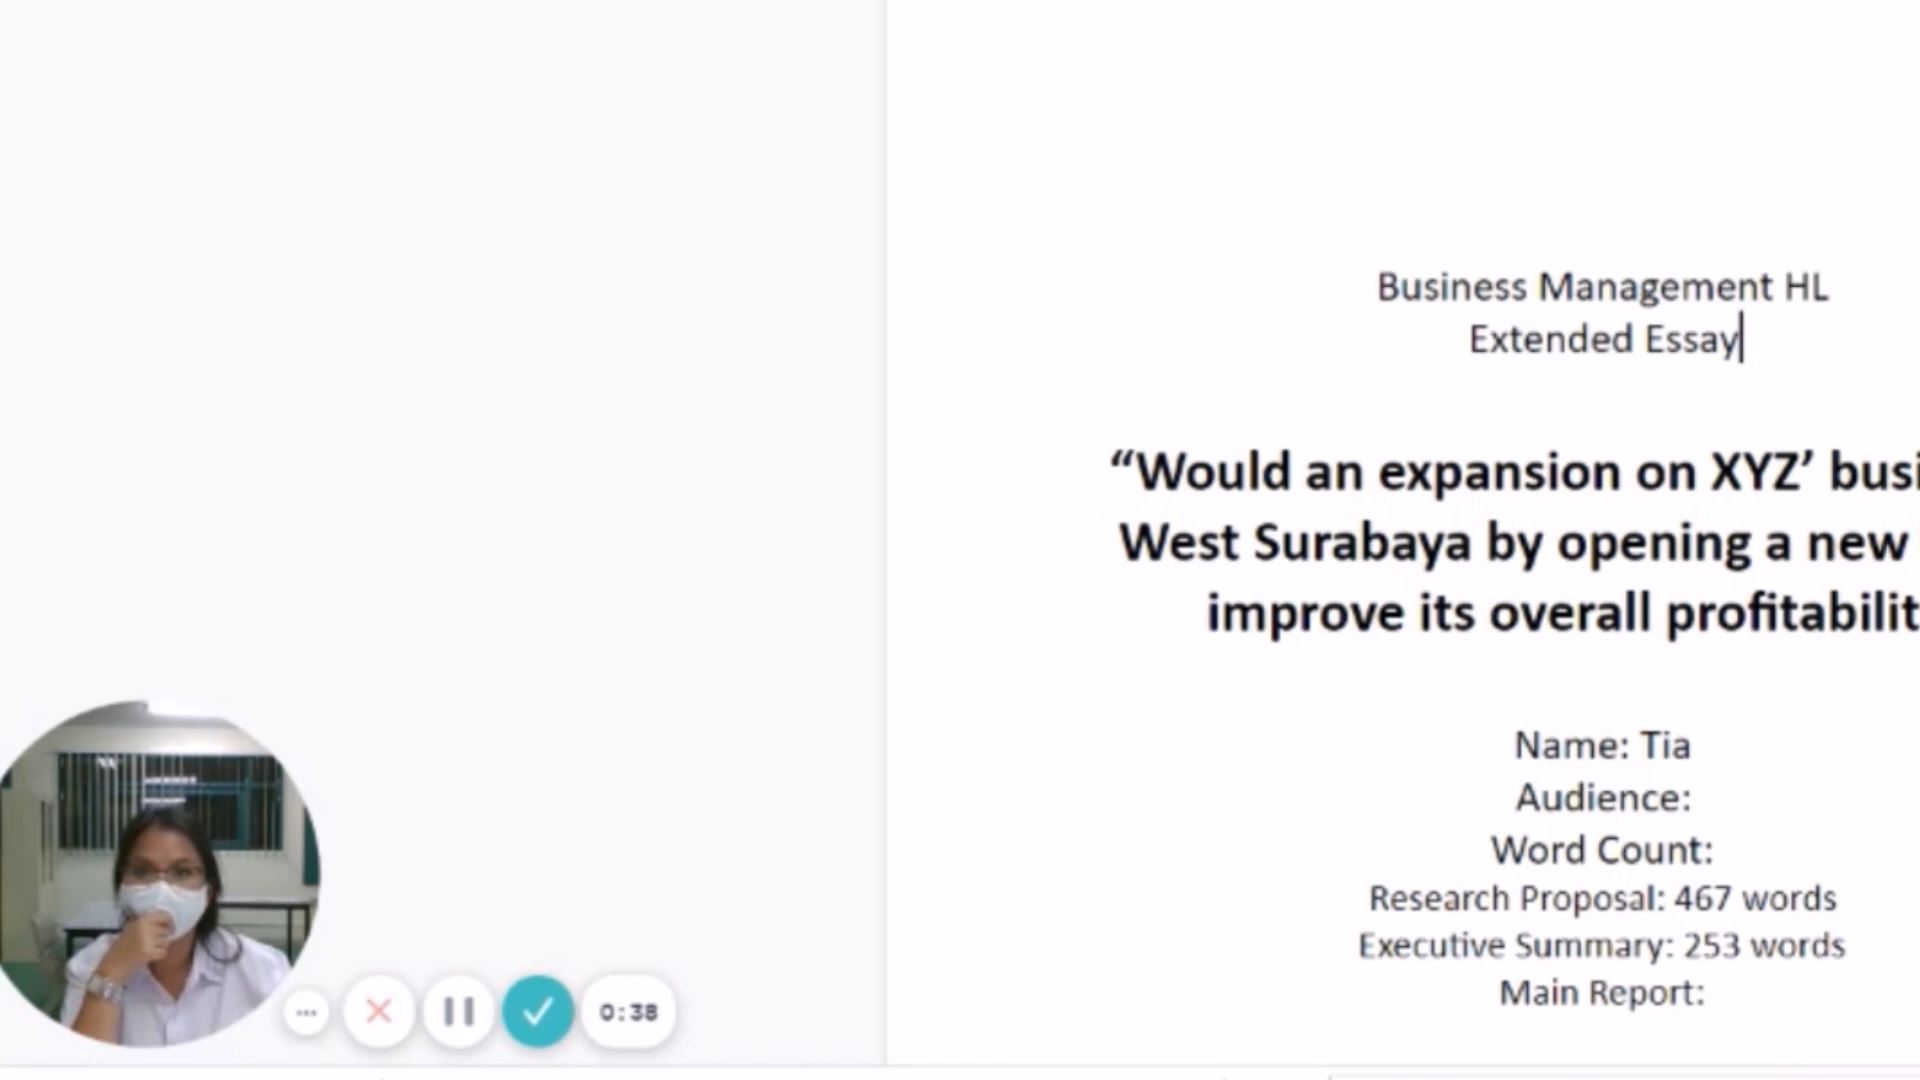 Business Management HL
Extended Essay
“Would an expansion on XYZ’ busi
West Surabaya by opening a new
improve its overall profitabilit
Name: Tia
Audience:
Word Count:
Research Proposal: 467 words
Executive Summary: 253 words
Main Report:
0:38